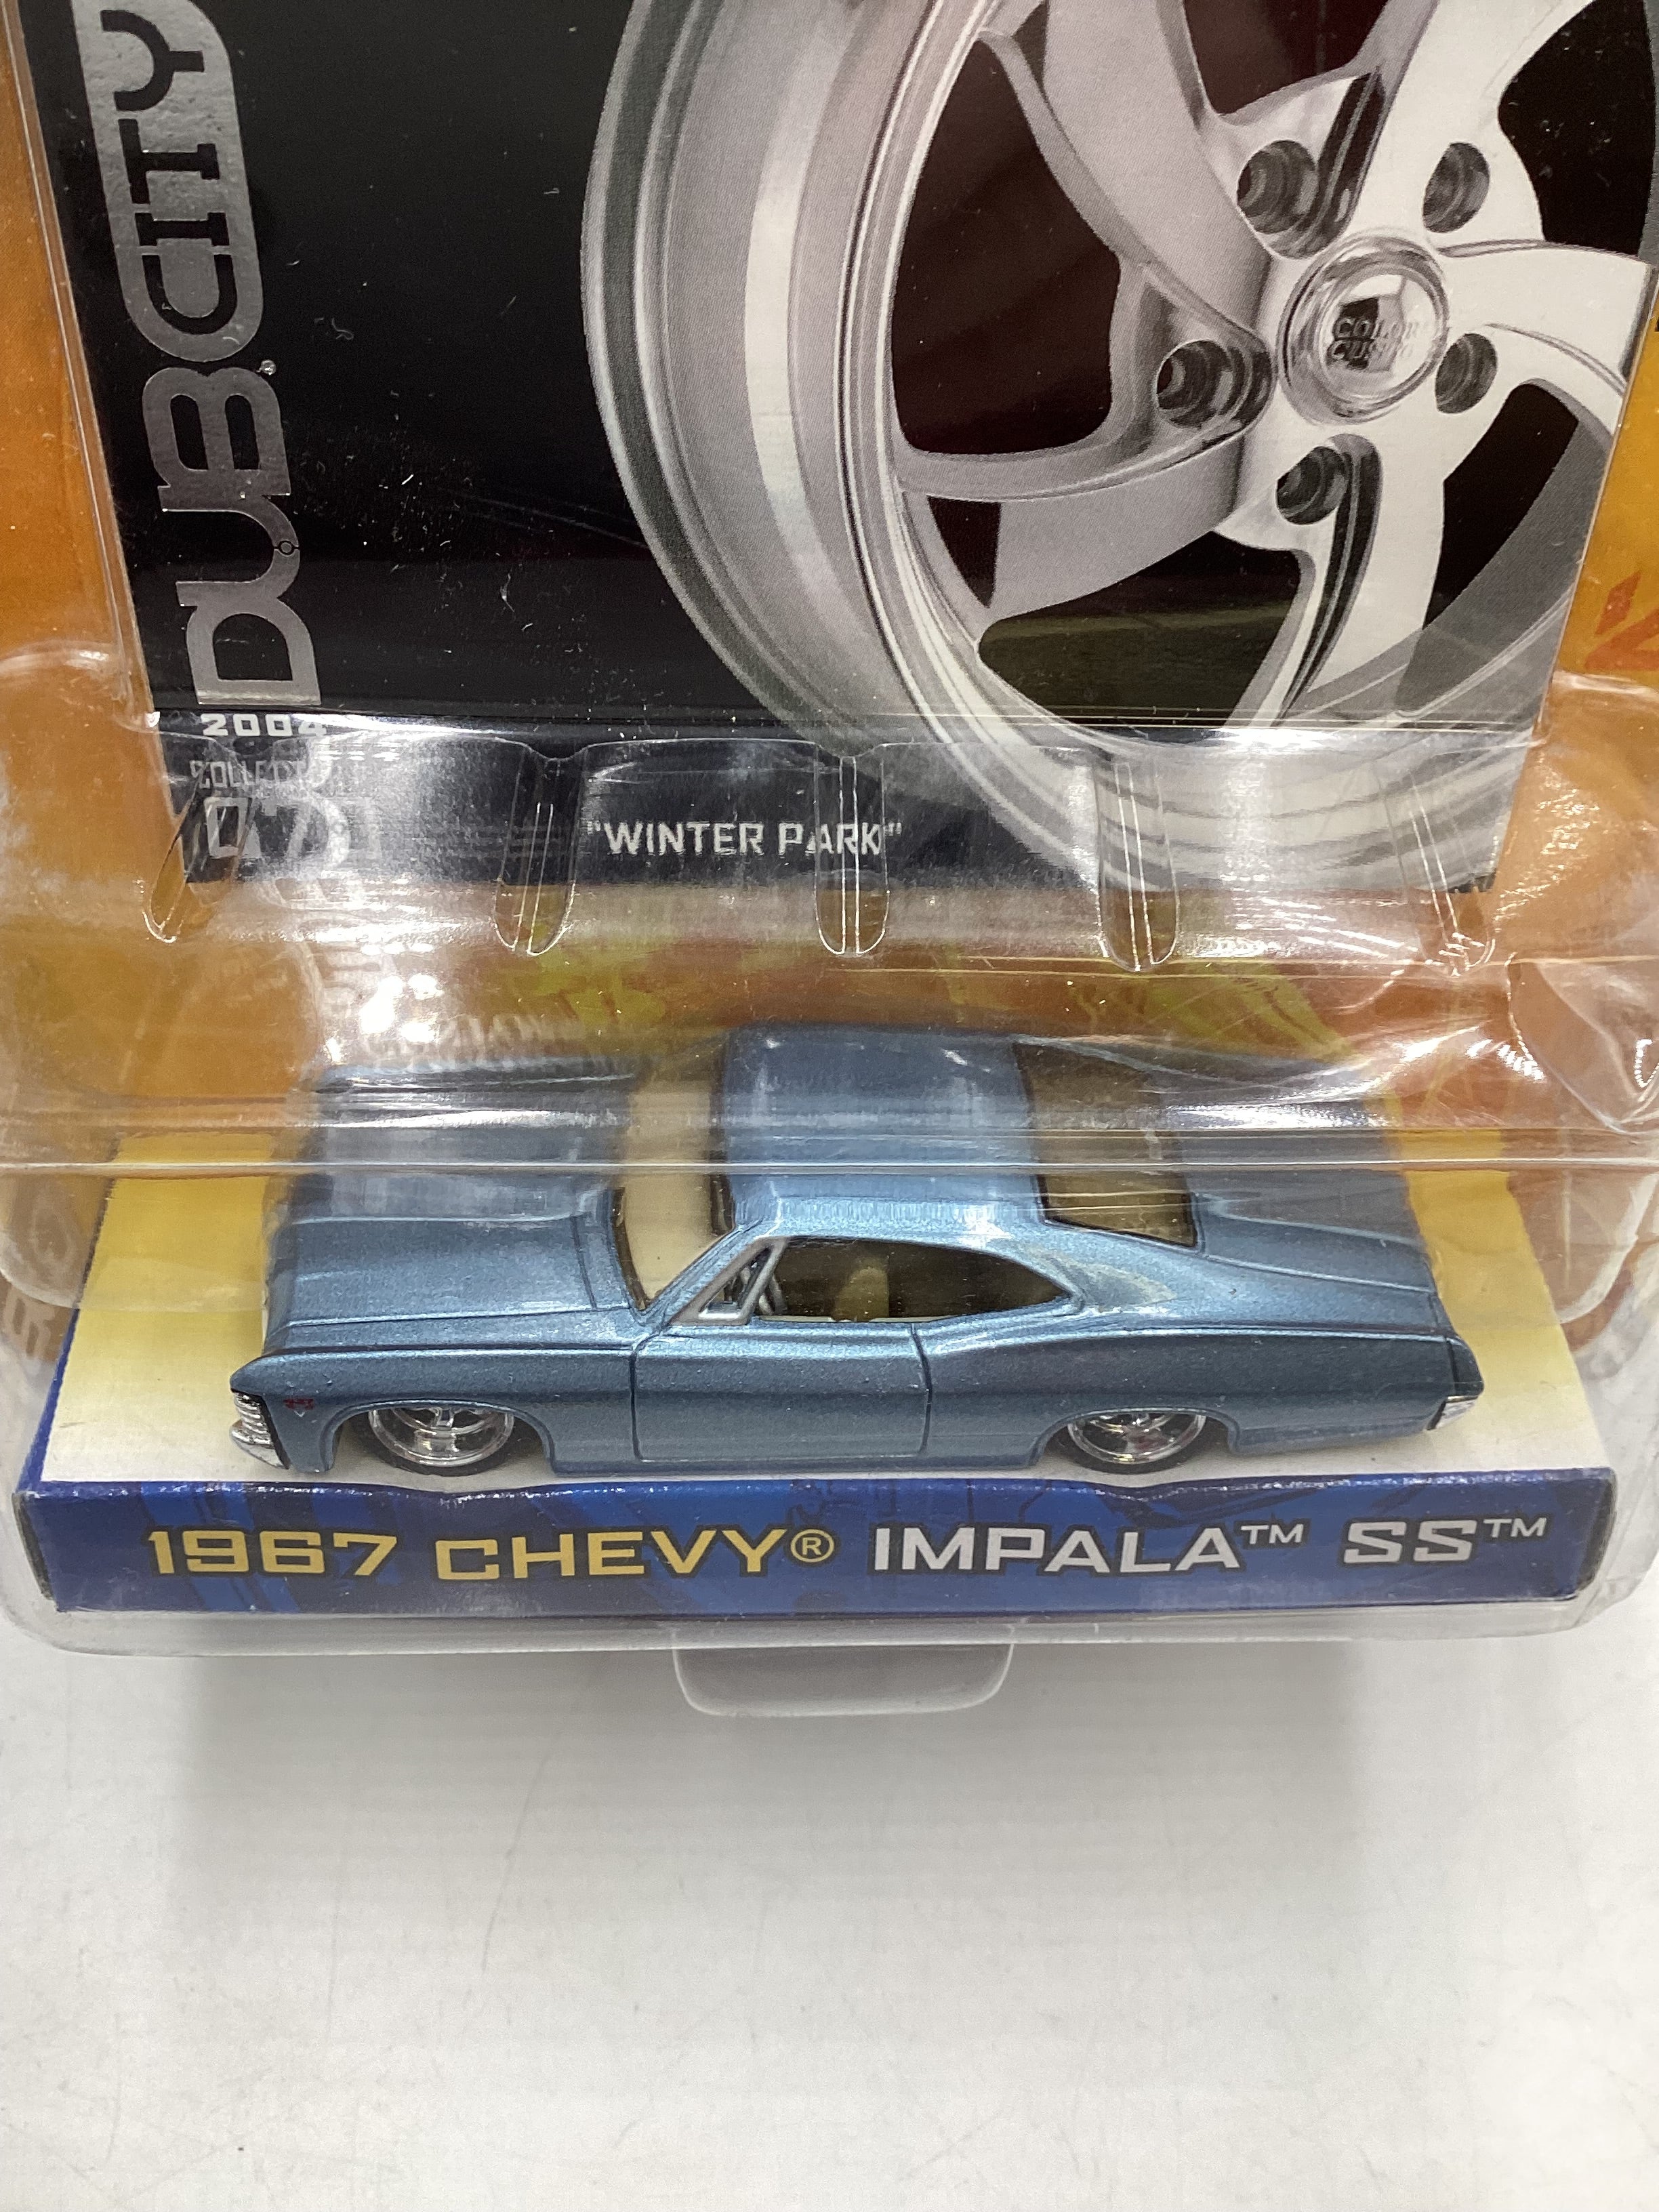 DUB CITY
2004
"WINTER PARK"
1967 CHEVY® IMPALA™ SS™